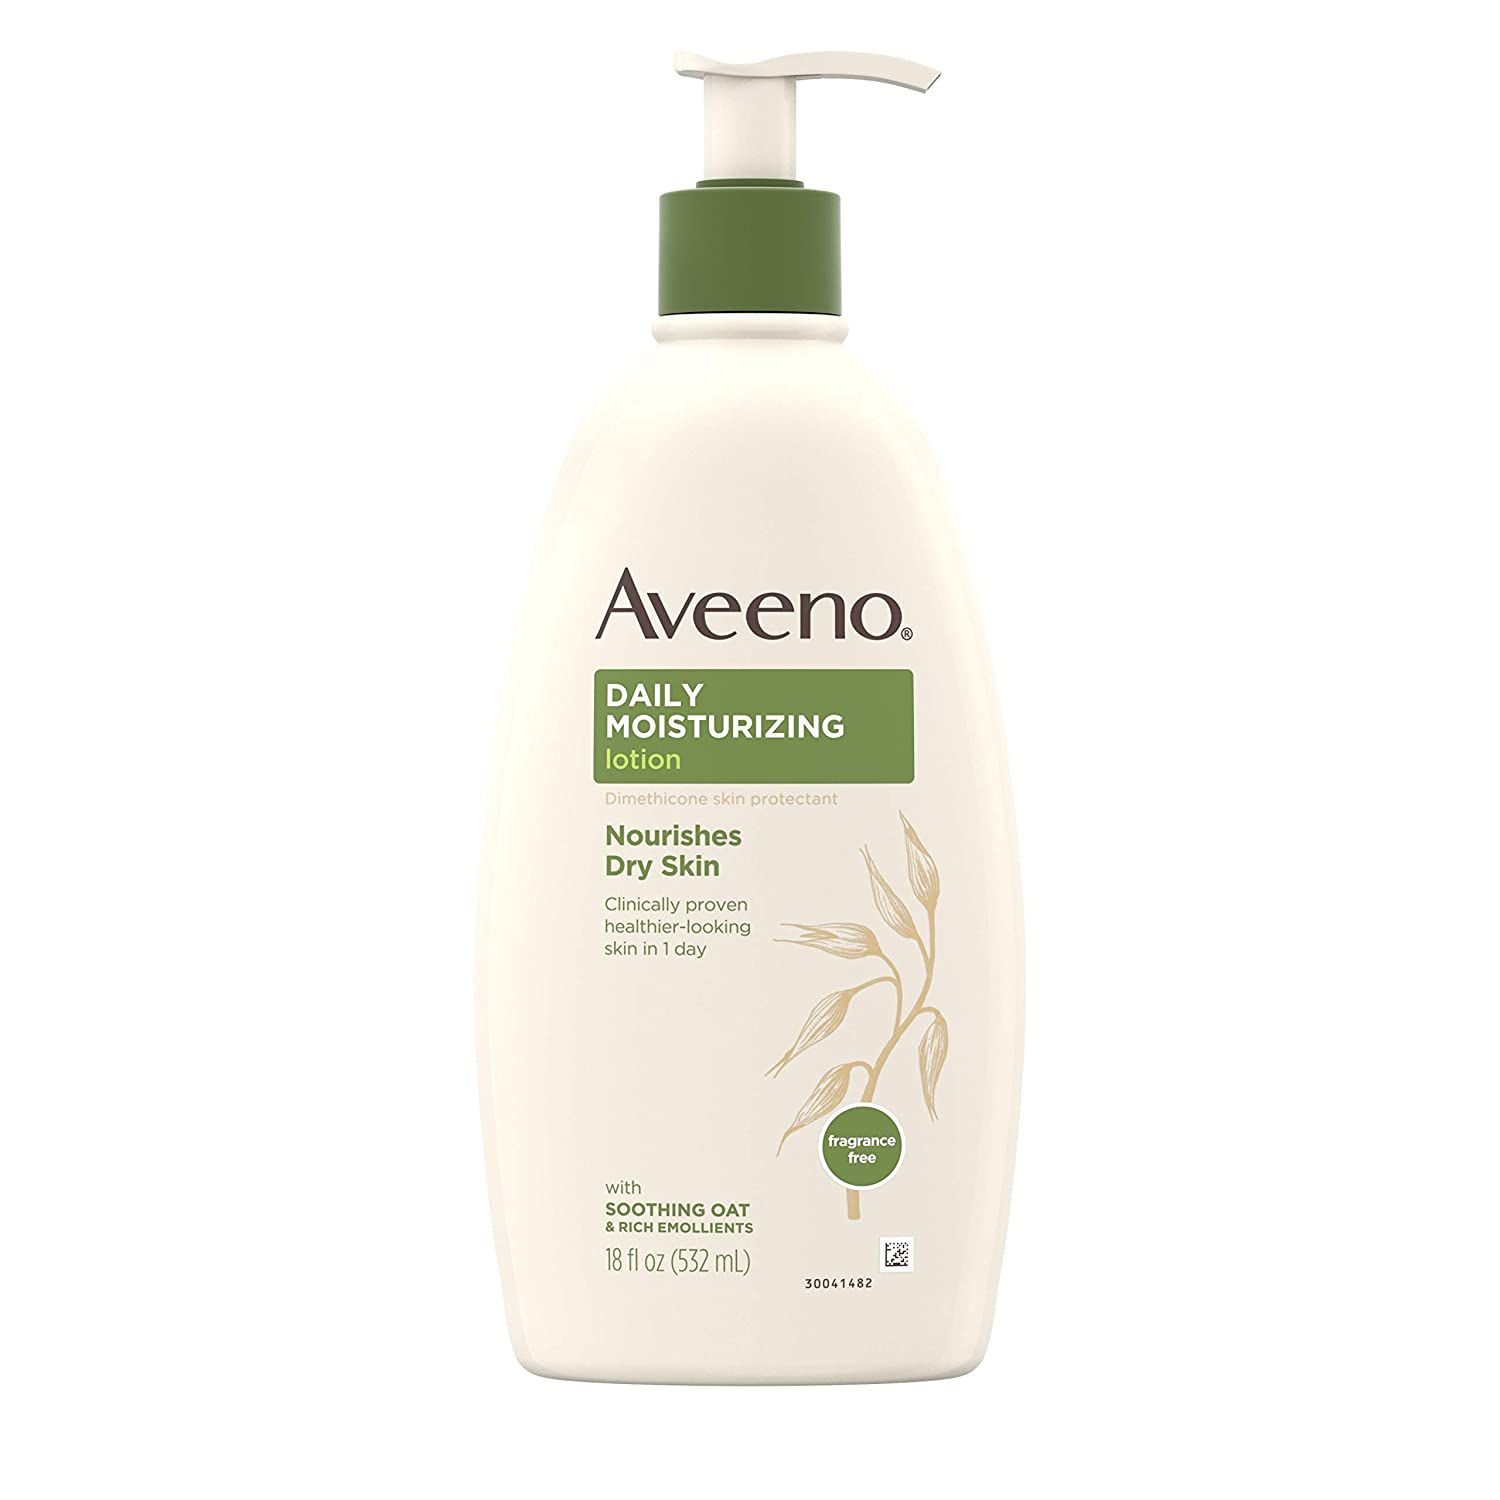 Aveeno®
DAILY
MOISTURIZING
lotion
Dimethicone skin protectant
Nourishes
Dry Skin
Clinically proven
healthier-looking
skin in 1 day
fragrance
free
with
SOOTHING OAT
& RICH EMOLLIENTS
18 fl oz (532 mL)
30041482